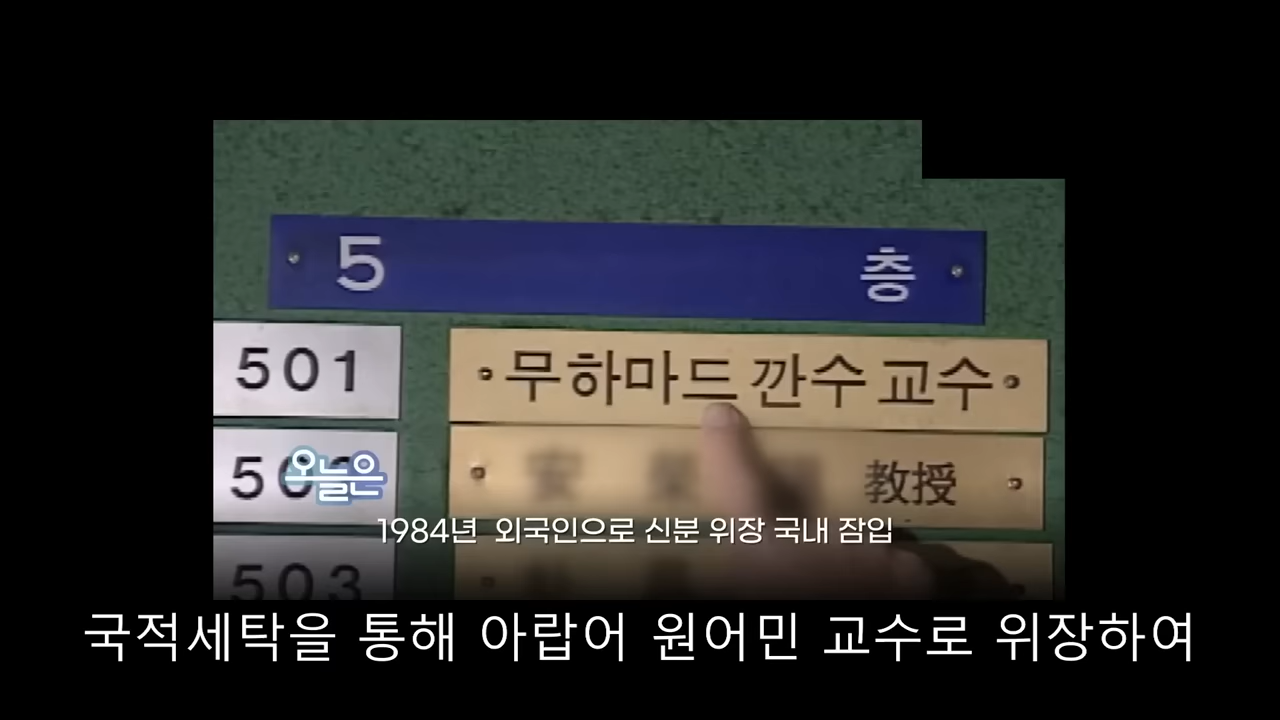 5 층
501 무하마드 깐수 교수
教授
오늘은
1984년 외국인으로 신분 위장 국내 잠입
503
국적세탁을 통해 아랍어 원어민 교수로 위장하여